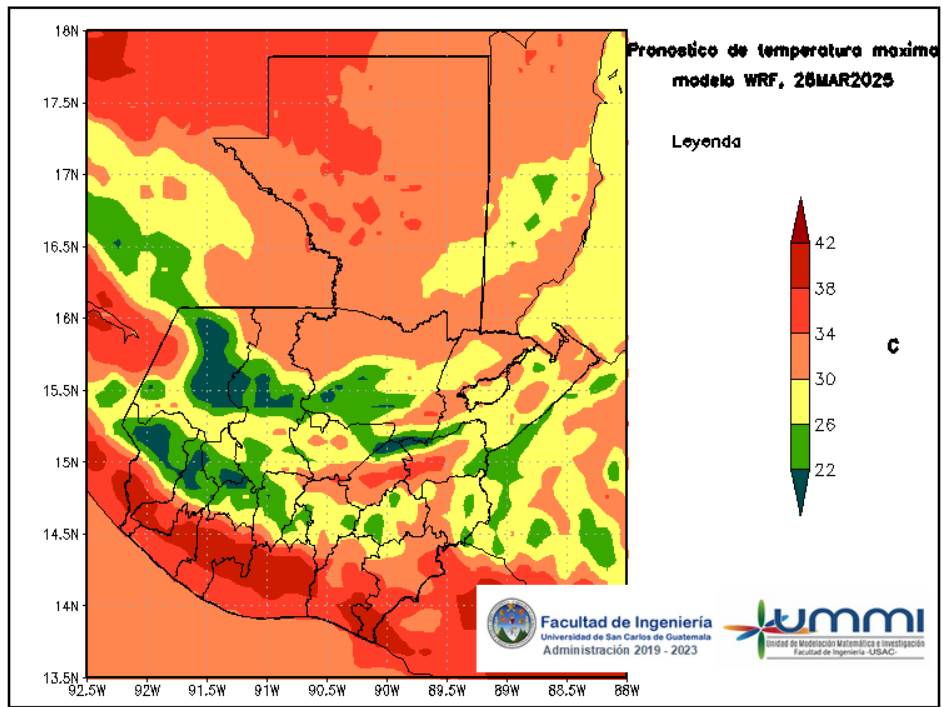 Pronostico de temperatura maxima
modelo WRF, 26MAR2025
Leyenda
18N
17.5N
17N
16.5N
16N
15.5N
15N
14.5N
14N
13.5N
92.5W 92W 91.5W 91W 90.5W 90W 89.5W 89W 88.5W 88W
42
38
34
30
26
22
C
Facultad de Ingeniería
Universidad de San Carlos de Guatemala
Administración 2019 - 2023
ummi
Unidad de Modelación Matemática e Investigación
Facultad de Ingeniería -USAC-